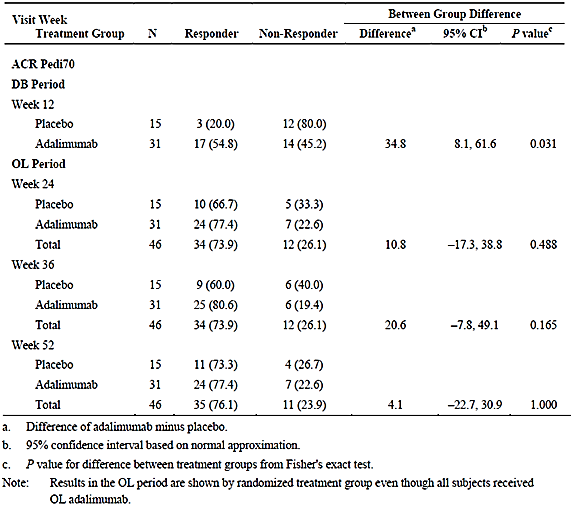 Visit Week Between Group Difference
Treatment Group N Responder Non-Responder Difference^a 95% CI^b P value^c
ACR Pedi70
DB Period
Week 12
Placebo 15 3 (20.0) 12 (80.0)
Adalimumab 31 17 (54.8) 14 (45.2) 34.8 8.1, 61.6 0.031
OL Period
Week 24
Placebo 15 10 (66.7) 5 (33.3)
Adalimumab 31 24 (77.4) 7 (22.6)
Total 46 34 (73.9) 12 (26.1) 10.8 –17.3, 38.8 0.488
Week 36
Placebo 15 9 (60.0) 6 (40.0)
Adalimumab 31 25 (80.6) 6 (19.4)
Total 46 34 (73.9) 12 (26.1) 20.6 –7.8, 49.1 0.165
Week 52
Placebo 15 11 (73.3) 4 (26.7)
Adalimumab 31 24 (77.4) 7 (22.6)
Total 46 35 (76.1) 11 (23.9) 4.1 –22.7, 30.9 1.000
a. Difference of adalimumab minus placebo.
b. 95% confidence interval based on normal approximation.
c. P value for difference between treatment groups from Fisher's exact test.
Note: Results in the OL period are shown by randomized treatment group even though all subjects received
OL adalimumab.